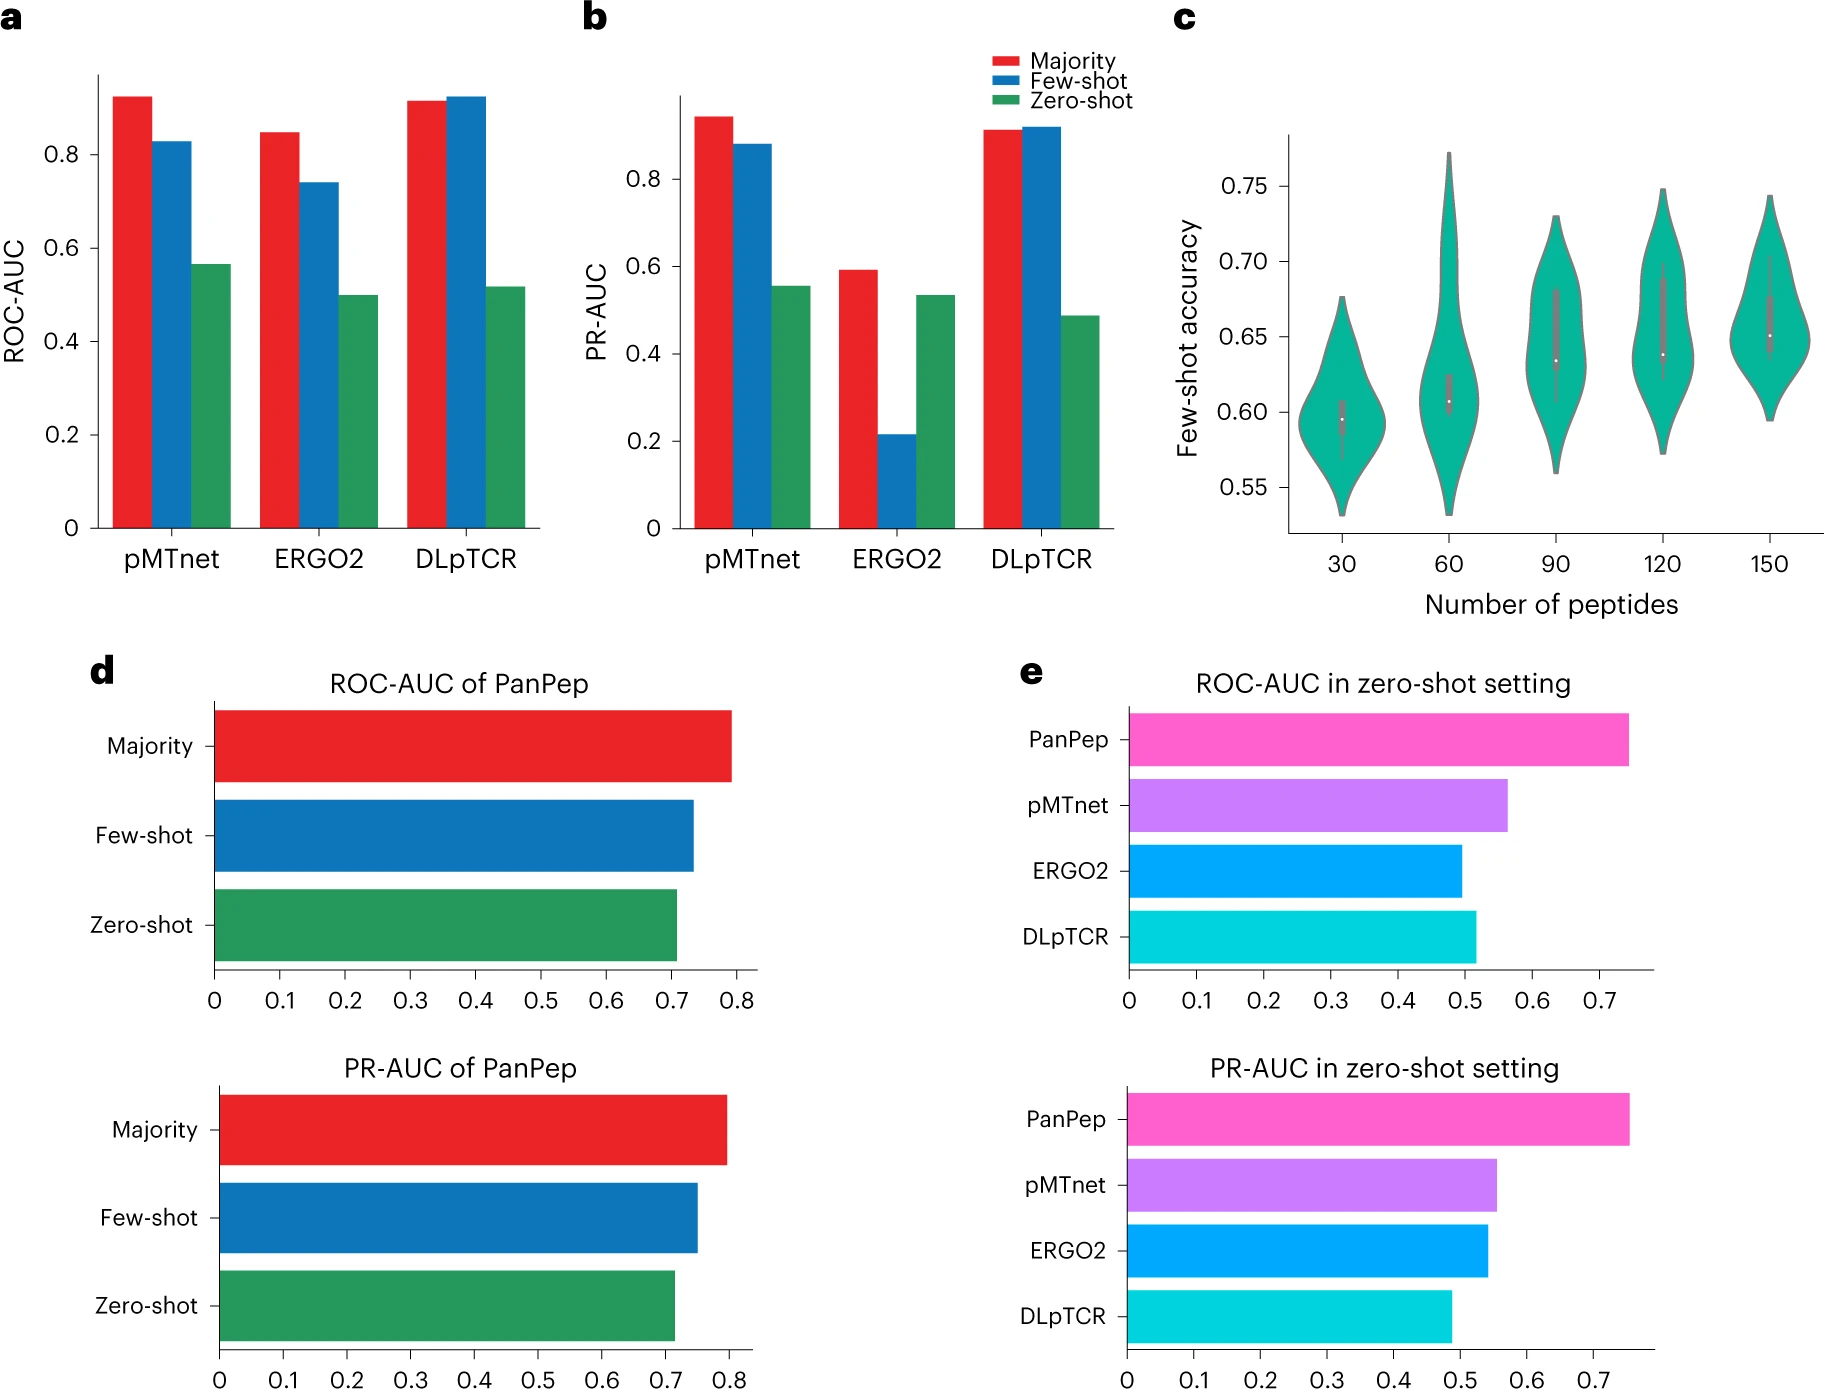 a
ROC-AUC
0.8
0.6
0.4
0.2
0
pMTnet
ERGO2
DLpTCR
b
Majority
Few-shot
Zero-shot
PR-AUC
0.8
0.6
0.4
0.2
0
pMTnet
ERGO2
DLpTCR
c
Few-shot accuracy
0.75
0.70
0.65
0.60
0.55
30 60 90 120 150
Number of peptides
d
ROC-AUC of PanPep
Majority
Few-shot
Zero-shot
0 0.1 0.2 0.3 0.4 0.5 0.6 0.7 0.8
PR-AUC of PanPep
Majority
Few-shot
Zero-shot
0 0.1 0.2 0.3 0.4 0.5 0.6 0.7 0.8
e
ROC-AUC in zero-shot setting
PanPep
pMTnet
ERGO2
DLpTCR
0 0.1 0.2 0.3 0.4 0.5 0.6 0.7
PR-AUC in zero-shot setting
PanPep
pMTnet
ERGO2
DLpTCR
0 0.1 0.2 0.3 0.4 0.5 0.6 0.7